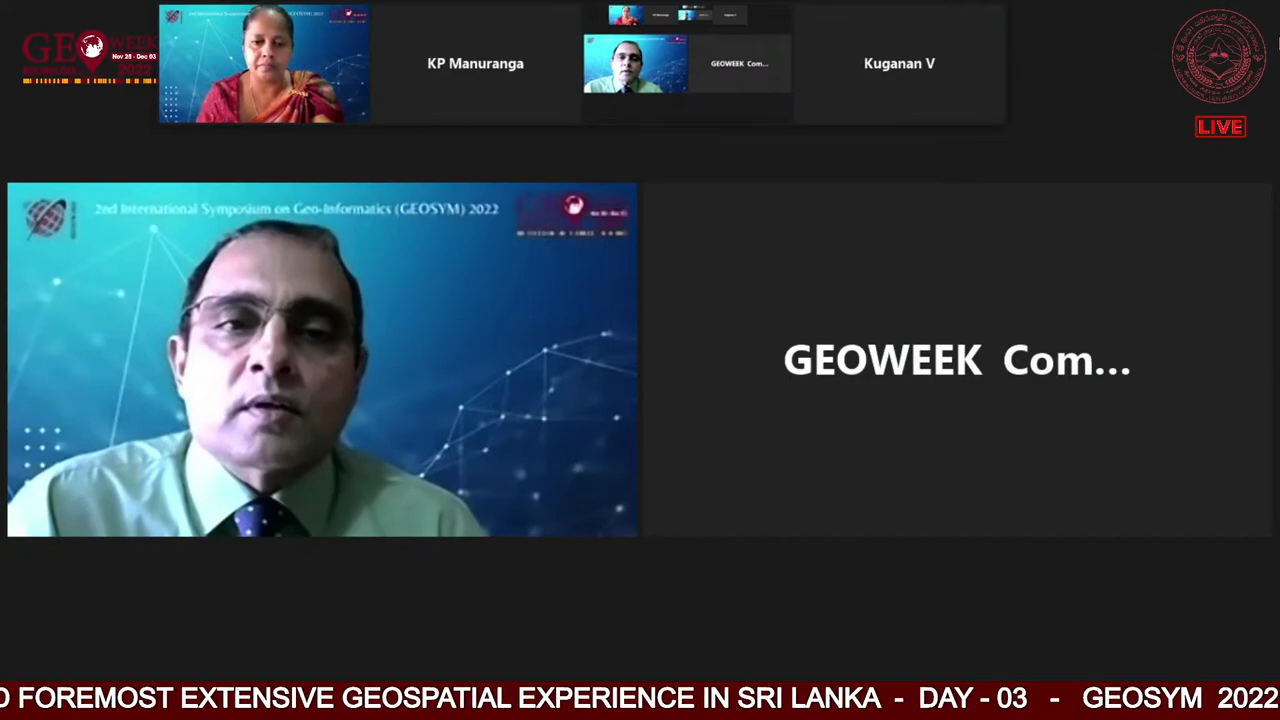 GEOWEEK
Nov 28 - Dec 03
2022
KP Manuranga
GEOWEEK Com...
Kuganan V
LIVE
2nd International Symposium on Geo-Informatics (GEOSYM) 2022
GEOWEEK Com...
FOREMOST EXTENSIVE GEOSPATIAL EXPERIENCE IN SRI LANKA - DAY - 03 - GEOSYM 2022